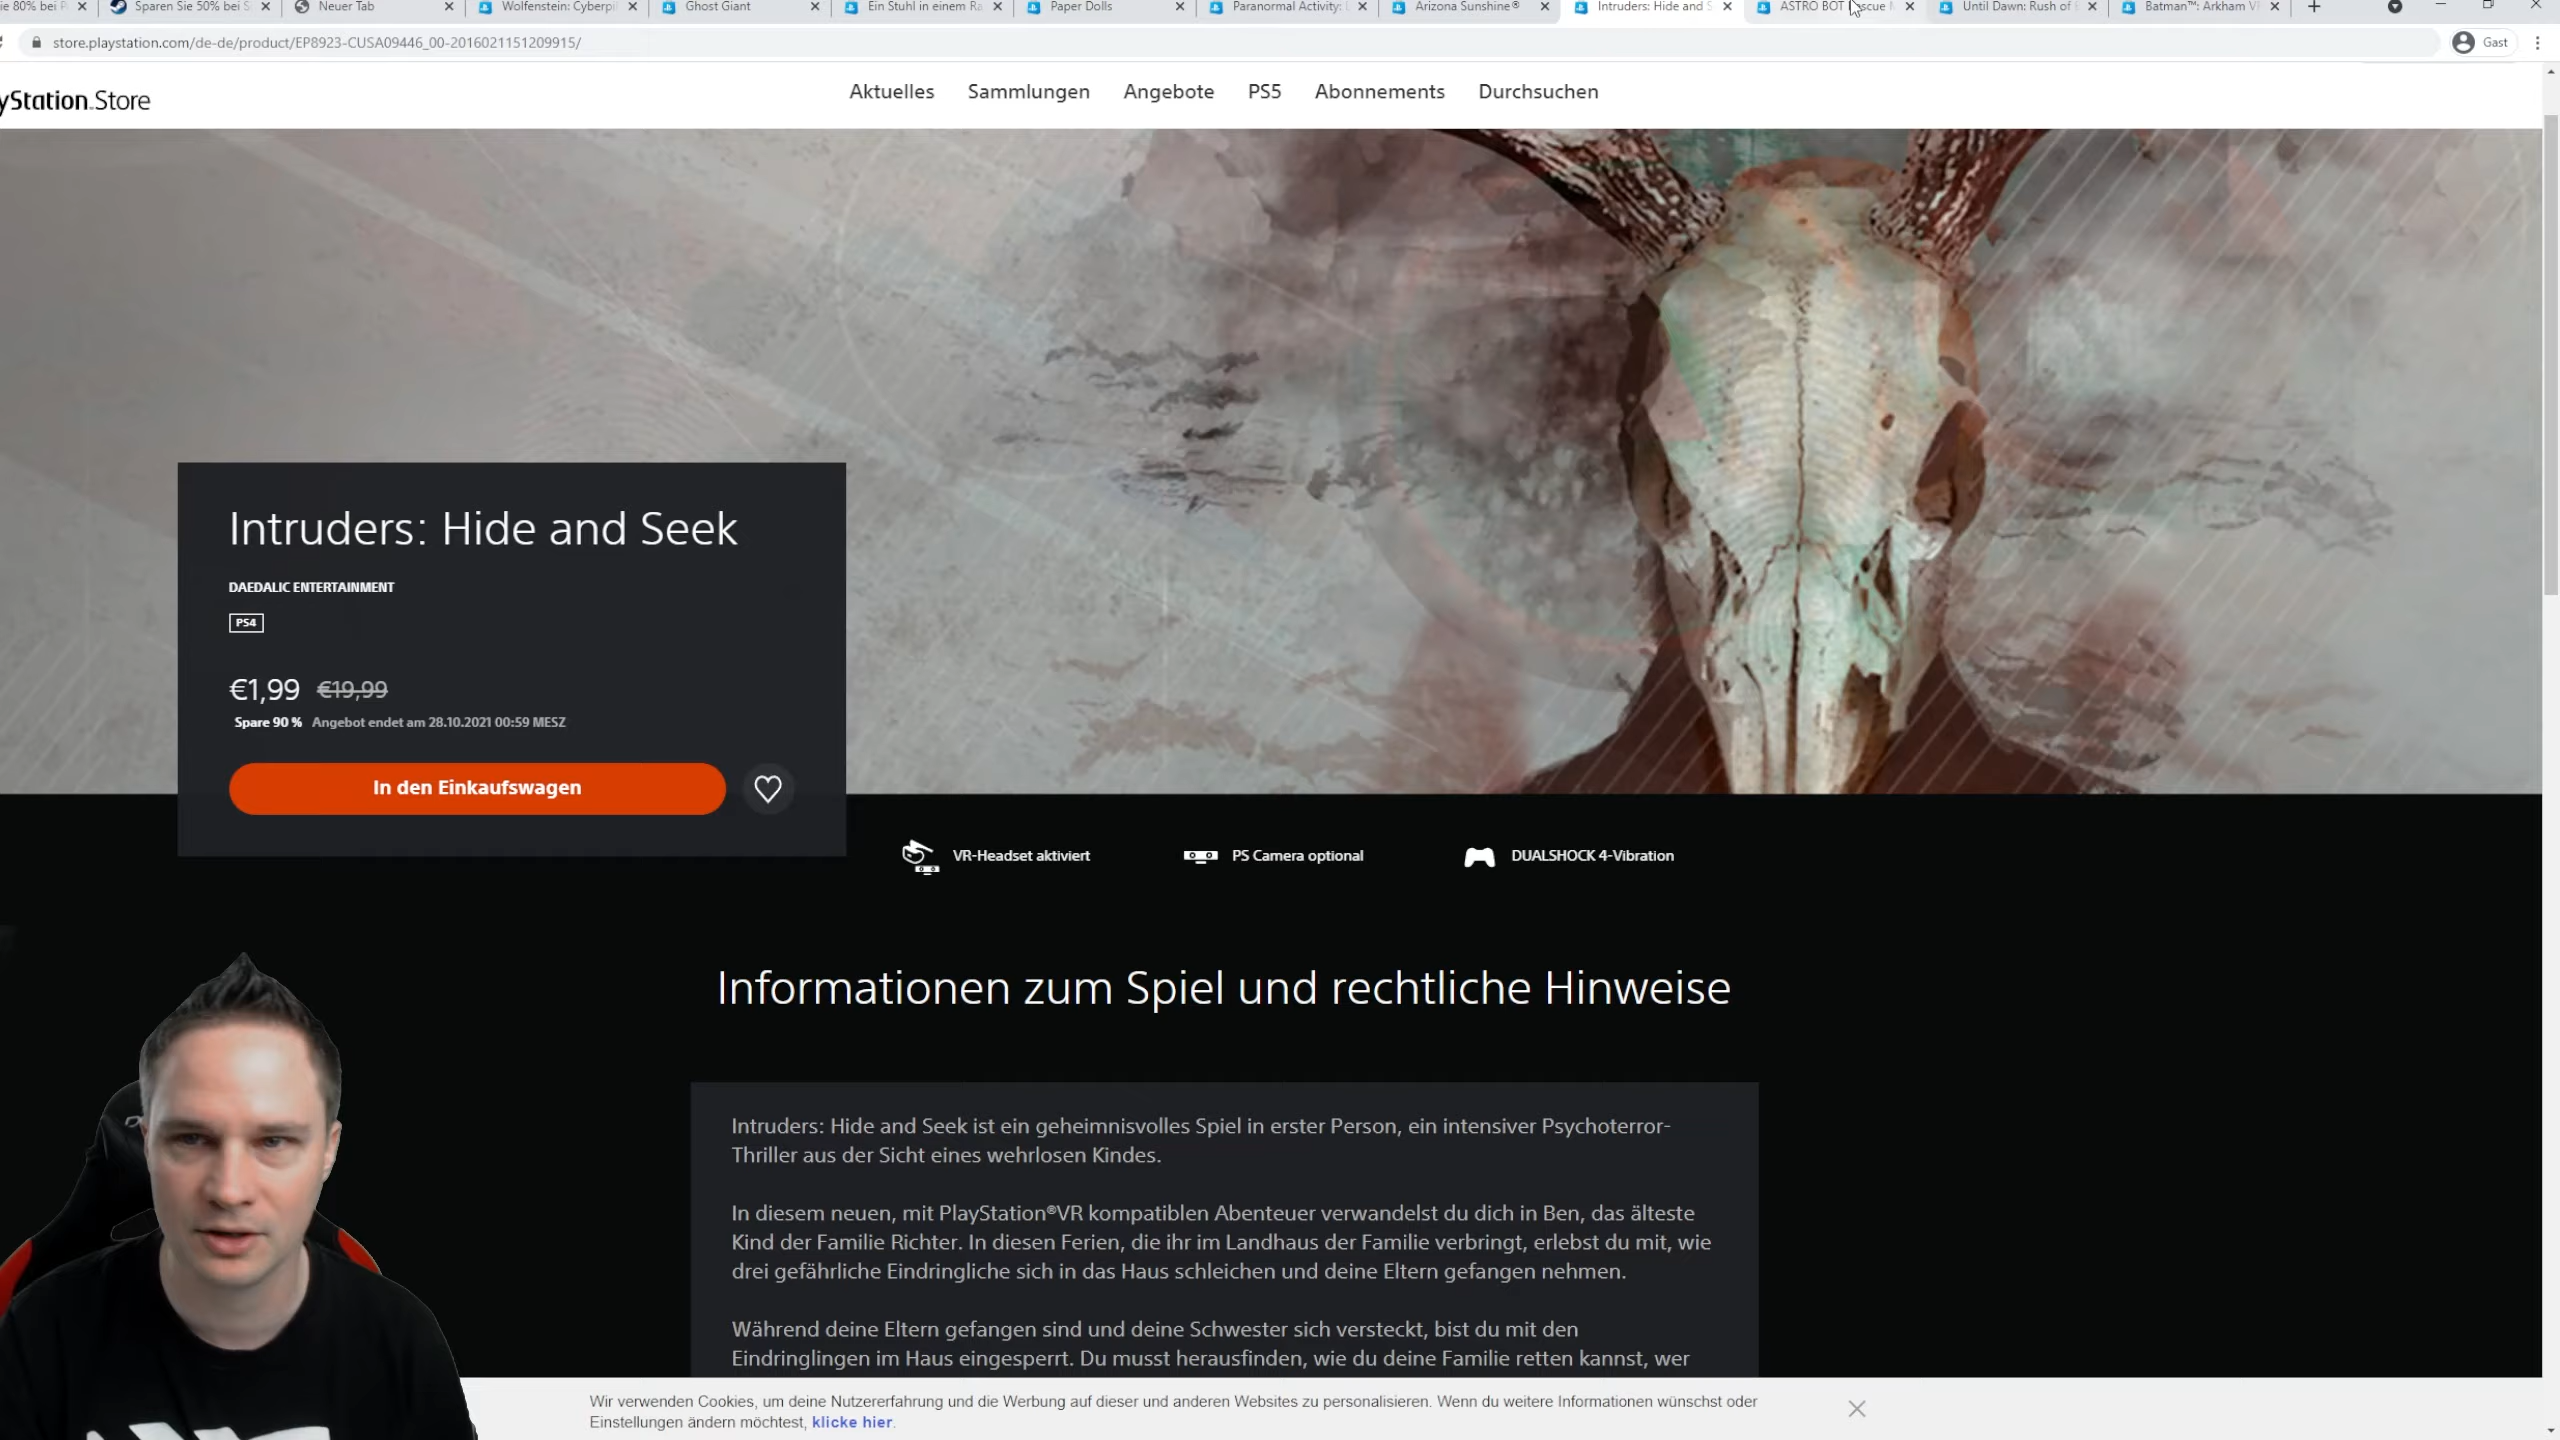 ie 80% bei
Sparen Sie 50% bei S
Neuer Tab
Wolfenstein: Cyberpi
Ghost Giant
Ein Stuhl in einem Ra
Paper Dolls
Paranormal Activity:
Arizona Sunshine®
Intruders: Hide and S
ASTRO BOT Rescue M
Until Dawn: Rush of
Batman™: Arkham V
store.playstation.com/de-de/product/EP8923-CUSA09446_00-2016021151209915/
Gast
yStation.Store
Aktuelles
Sammlungen
Angebote
PS5
Abonnements
Durchsuchen
Intruders: Hide and Seek
DAEDALIC ENTERTAINMENT
PS4
€1,99 €19,99
Spare 90 % Angebot endet am 28.10.2021 00:59 MESZ
In den Einkaufswagen
VR-Headset aktiviert
PS Camera optional
DUALSHOCK 4-Vibration
Informationen zum Spiel und rechtliche Hinweise
Intruders: Hide and Seek ist ein geheimnisvolles Spiel in erster Person, ein intensiver Psychoterror-
Thriller aus der Sicht eines wehrlosen Kindes.
In diesem neuen, mit PlayStation®VR kompatiblen Abenteuer verwandelst du dich in Ben, das älteste
Kind der Familie Richter. In diesen Ferien, die ihr im Landhaus der Familie verbringt, erlebst du mit, wie
drei gefährliche Eindringliche sich in das Haus schleichen und deine Eltern gefangen nehmen.
Während deine Eltern gefangen sind und deine Schwester sich versteckt, bist du mit den
Eindringlingen im Haus eingesperrt. Du musst herausfinden, wie du deine Familie retten kannst, wer
Wir verwenden Cookies, um deine Nutzererfahrung und die Werbung auf dieser und anderen Websites zu personalisieren. Wenn du weitere Informationen wünschst oder
Einstellungen ändern möchtest, klicke hier.